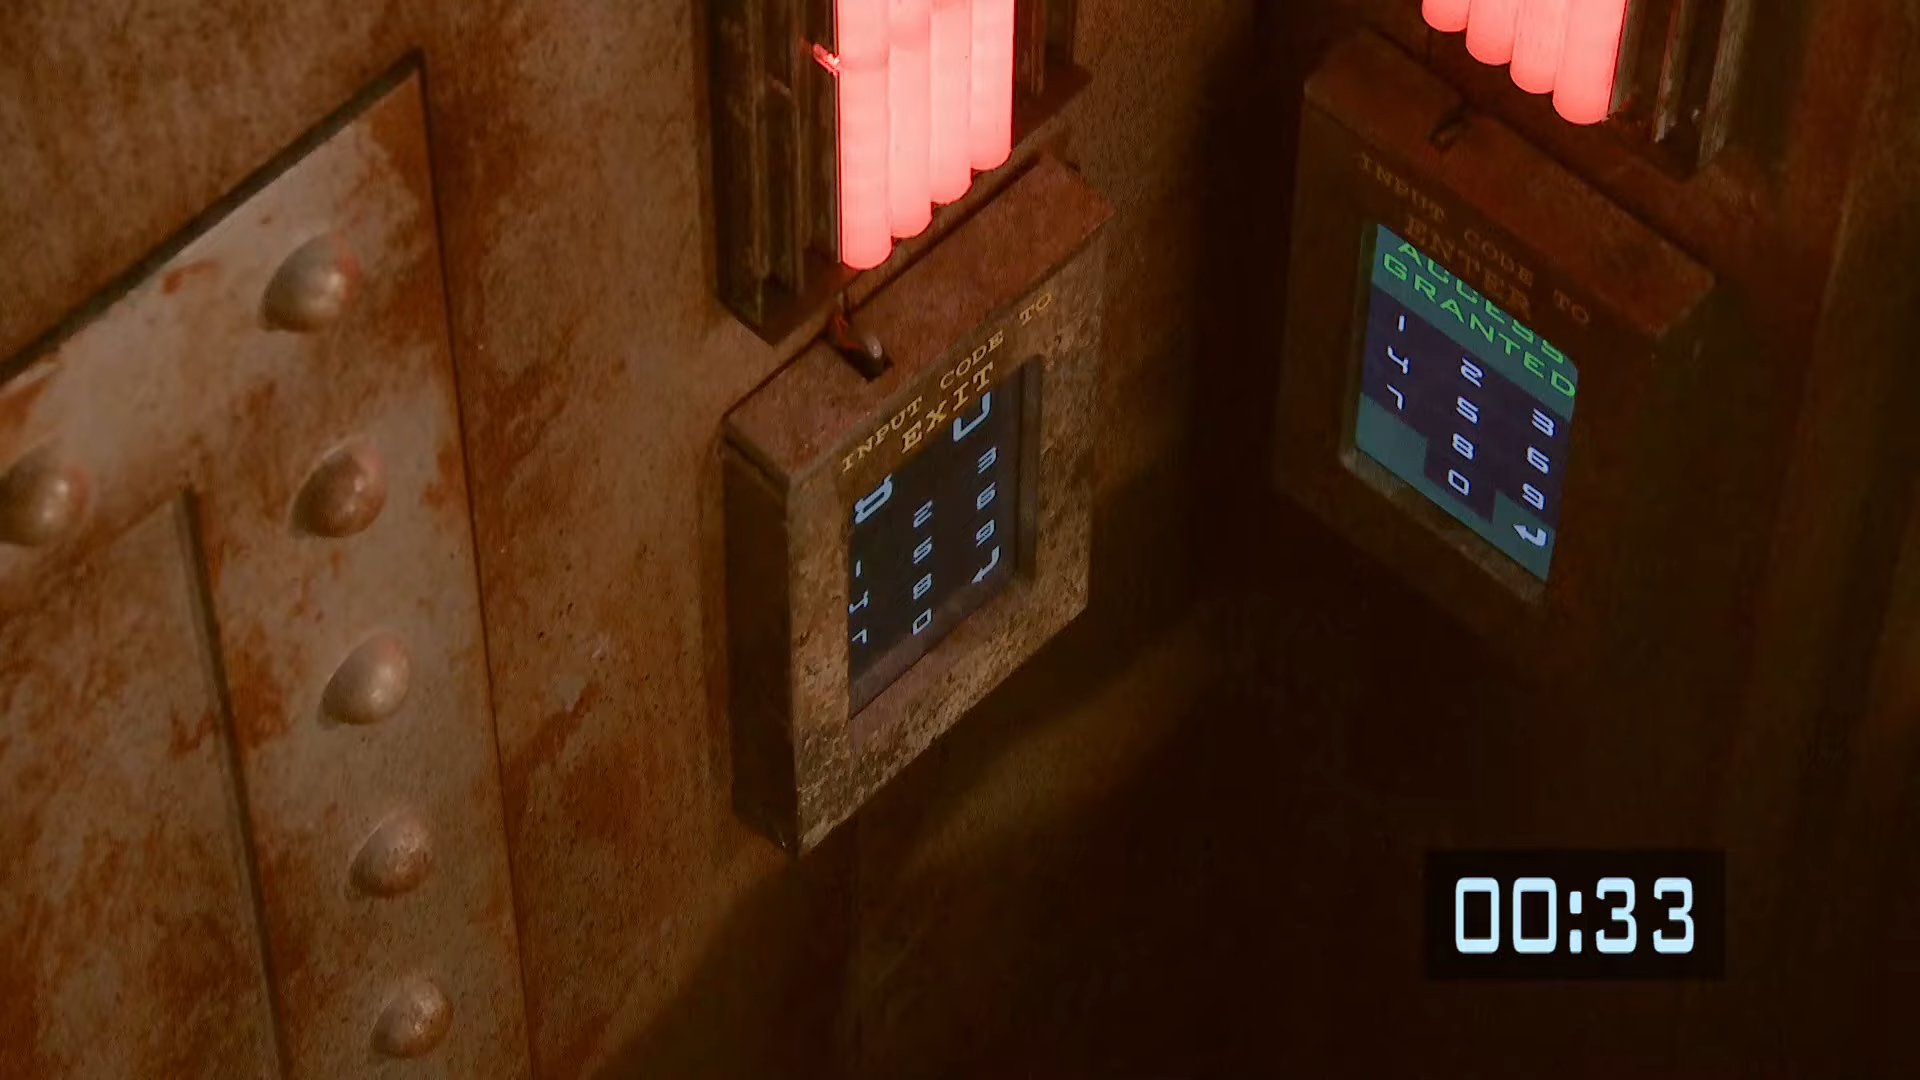 INPUT CODE TO
EXIT
1 2 3
4 5 6
7 8 9
0 ↵
INPUT CODE TO
ENTER
ACCESS
GRANTED
1 2 3
4 5 6
7 8 9
0 ↵
00:33